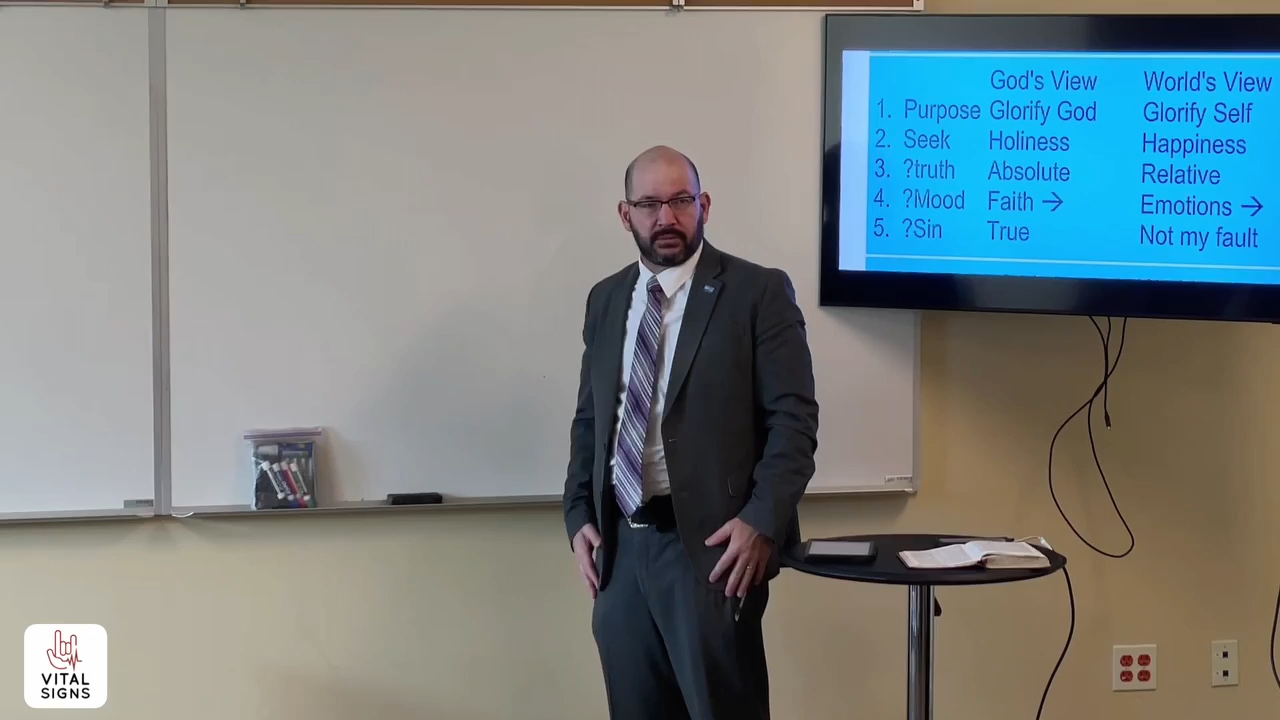 God's View World's View
1. Purpose Glorify God Glorify Self
2. Seek Holiness Happiness
3. ?truth Absolute Relative
4. ?Mood Faith → Emotions →
5. ?Sin True Not my fault
VITAL
SIGNS